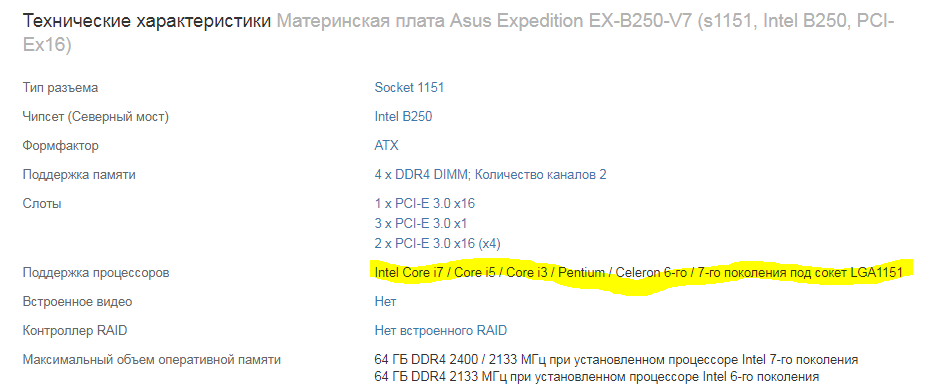 Технические характеристики Материнская плата Asus Expedition EX-B250-V7 (s1151, Intel B250, PCI-
Ex16)
Тип разъема Socket 1151
Чипсет (Северный мост) Intel B250
Формфактор ATX
Поддержка памяти 4 x DDR4 DIMM; Количество каналов 2
Слоты 1 x PCI-E 3.0 x16
3 x PCI-E 3.0 x1
2 x PCI-E 3.0 x16 (x4)
Поддержка процессоров Intel Core i7 / Core i5 / Core i3 / Pentium / Celeron 6-го / 7-го поколения под сокет LGA1151
Встроенное видео Нет
Контроллер RAID Нет встроенного RAID
Максимальный объем оперативной памяти 64 ГБ DDR4 2400 / 2133 МГц при установленном процессоре Intel 7-го поколения
64 ГБ DDR4 2133 МГц при установленном процессоре Intel 6-го поколения